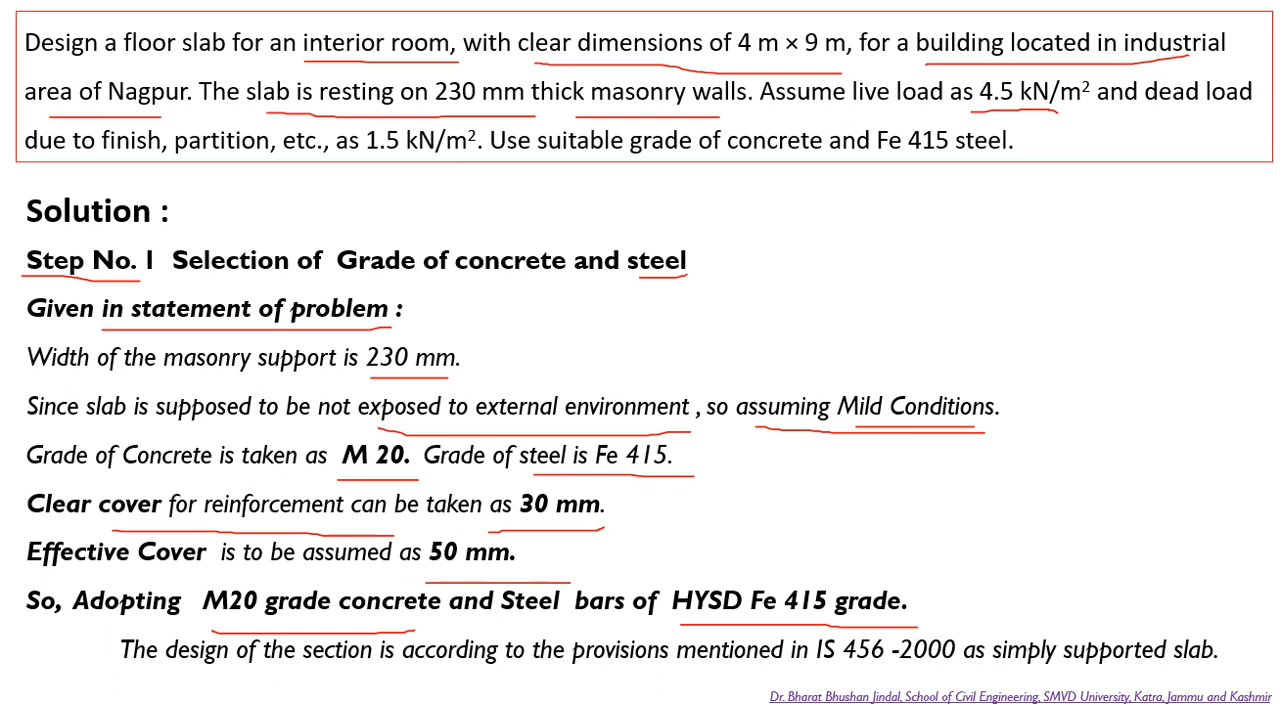 Design a floor slab for an interior room, with clear dimensions of 4 m × 9 m, for a building located in industrial
area of Nagpur. The slab is resting on 230 mm thick masonry walls. Assume live load as 4.5 kN/m² and dead load
due to finish, partition, etc., as 1.5 kN/m². Use suitable grade of concrete and Fe 415 steel.
Solution :
Step No. 1 Selection of Grade of concrete and steel
Given in statement of problem :
Width of the masonry support is 230 mm.
Since slab is supposed to be not exposed to external environment , so assuming Mild Conditions.
Grade of Concrete is taken as M 20. Grade of steel is Fe 415.
Clear cover for reinforcement can be taken as 30 mm.
Effective Cover is to be assumed as 50 mm.
So, Adopting M20 grade concrete and Steel bars of HYSD Fe 415 grade.
The design of the section is according to the provisions mentioned in IS 456 -2000 as simply supported slab.
Dr. Bharat Bhushan Jindal, School of Civil Engineering, SMVD University, Katra, Jammu and Kashmir